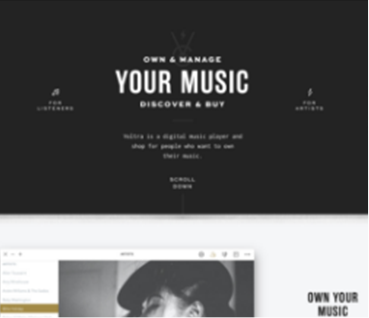 OWN & MANAGE
YOUR MUSIC
DISCOVER & BUY
FOR
LISTENERS
FOR
ARTISTS
Voltra is a digital music player and
shop for people who want to own
their music.
SCROLL
DOWN
OWN YOUR
MUSIC